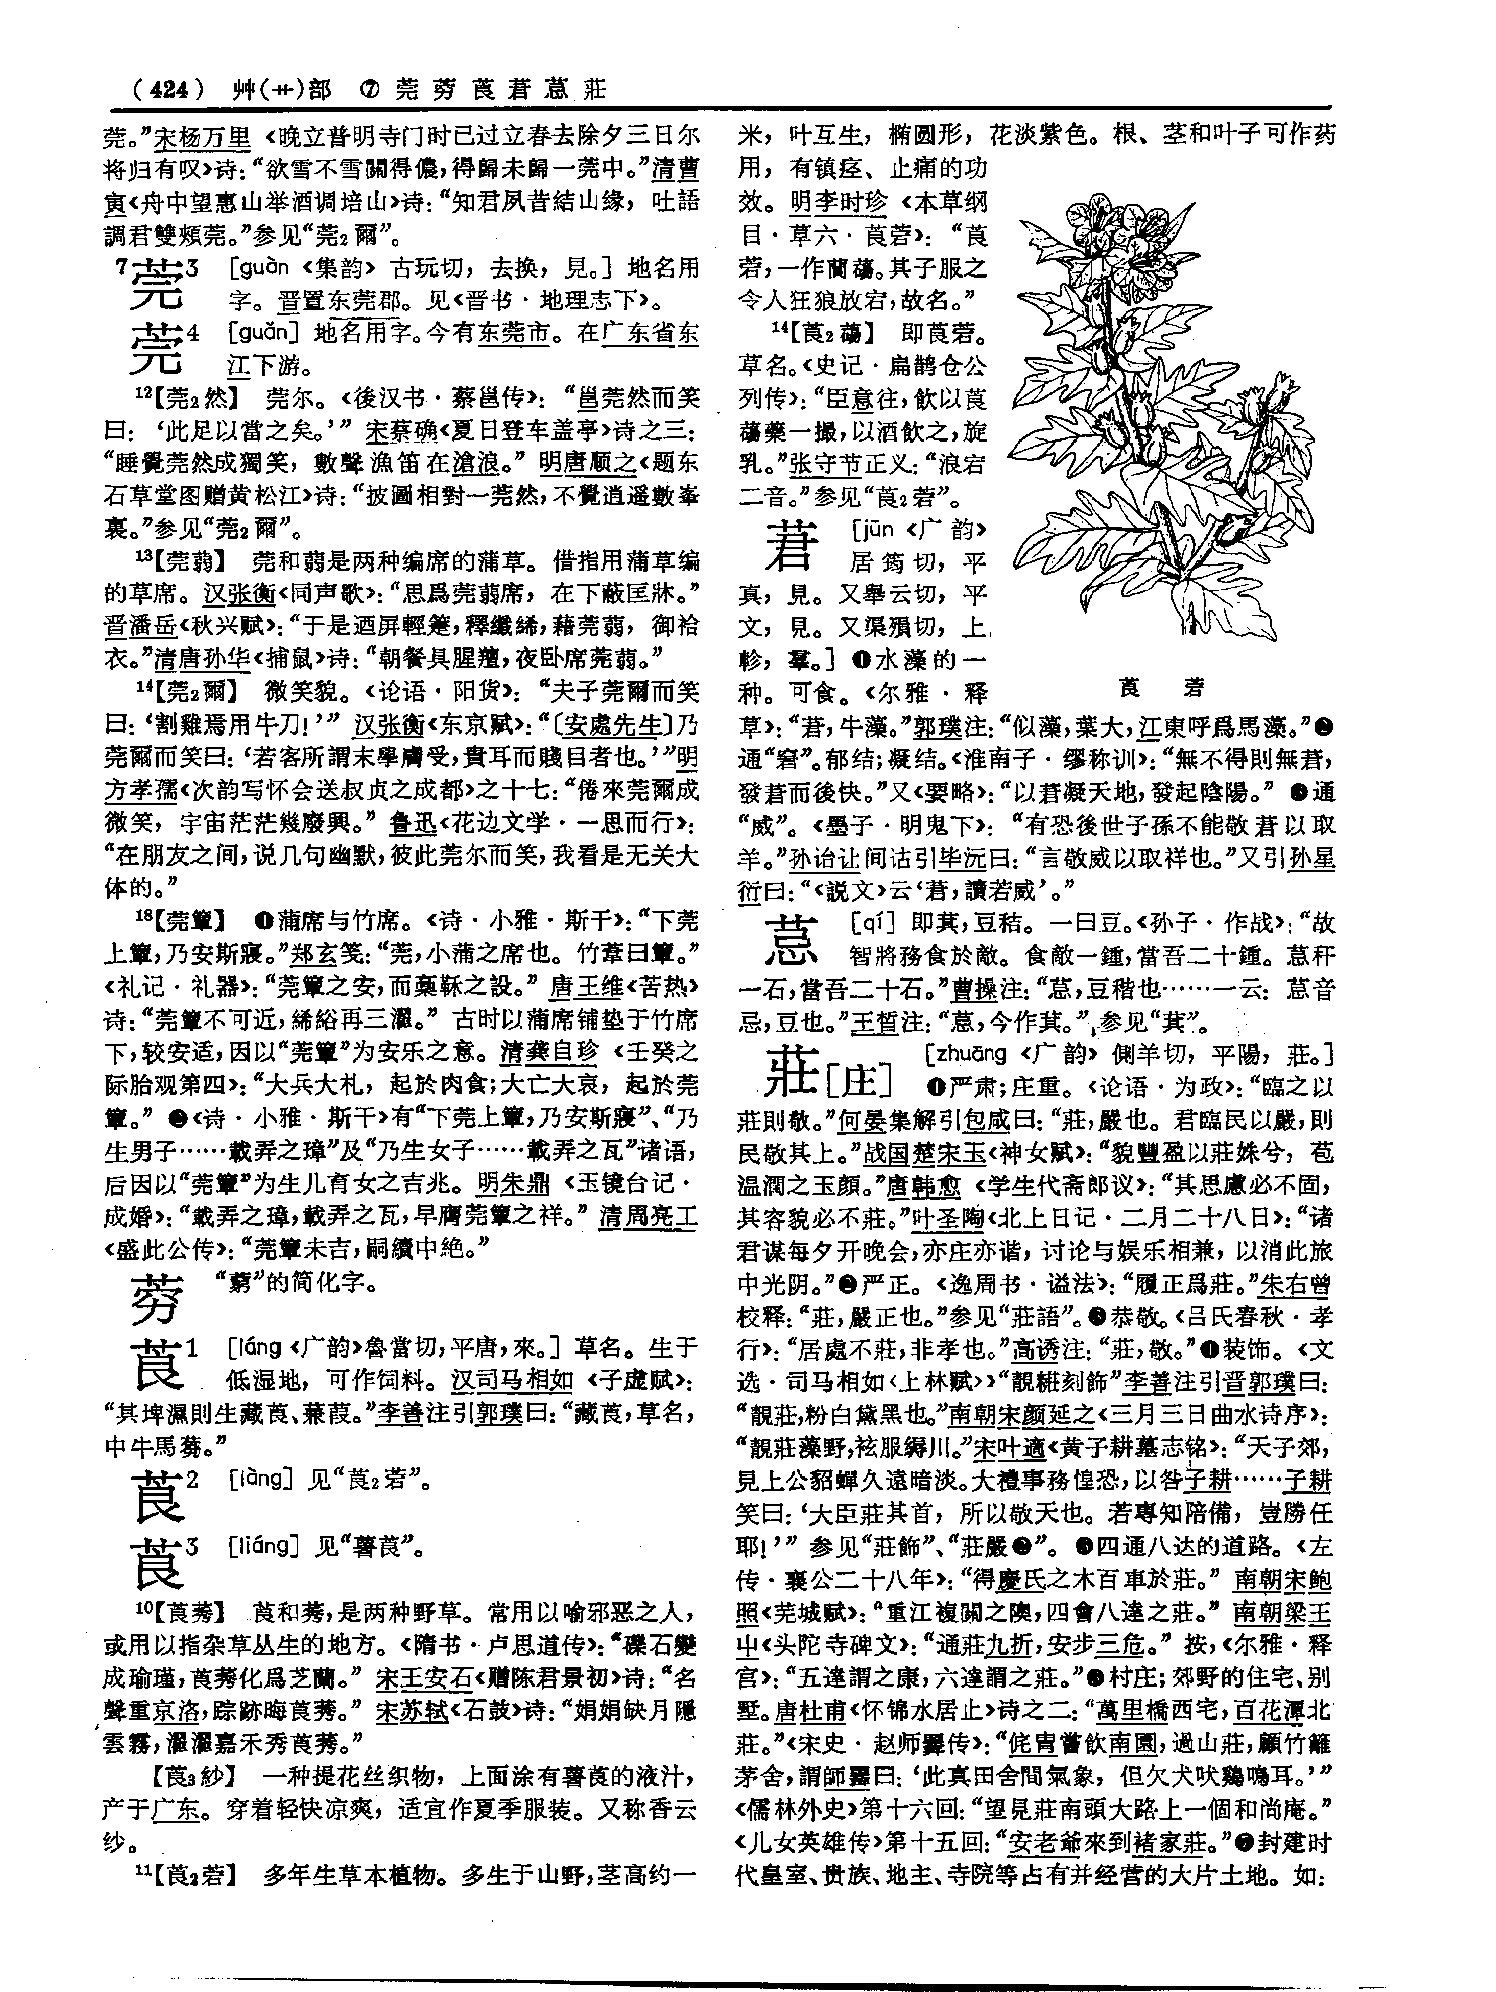 (424) 艸(艹)部 ⑦ 莞䓖莨莙萁莊
莞。”宋杨万里《晚立普明寺门时已过立春去除夕三日尔
将归有叹》诗：“欲雪不雪關得儂，得歸未歸一莞中。”清曹
寅《舟中望惠山举酒调培山》诗：“知君夙昔結山缘，吐語
調君雙頰莞。”参见“莞₂爾”。
⁷莞³ [guàn《集韵》古玩切，去换，見。] 地名用
字。晋置东莞郡。见《晋书·地理志下》。
莞⁴ [guǎn] 地名用字。今有东莞市。在广东省东
江下游。
¹²【莞₂然】 莞尔。《後汉书·蔡邕传》：“邕莞然而笑
曰：‘此足以當之矣。’”宋蔡确《夏日登车盖亭》诗之三：
“睡覺莞然成獨笑，數聲漁笛在滄浪。”明唐顺之《题东
石草堂图赠黄松江》诗：“披圖相對一莞然，不覺逍遥數峯
裏。”参见“莞₂爾”。
¹³【莞蒻】 莞和蒻是两种编席的蒲草。借指用蒲草编
的草席。汉张衡《同声歌》：“思爲莞蒻席，在下蔽匡牀。”
晋潘岳《秋兴赋》：“于是迺屏輕箑，釋纖絺，藉莞蒻，御袷
衣。”清唐孙华《捕鼠》诗：“朝餐具腥羶，夜卧席莞蒻。”
¹⁴【莞₂爾】 微笑貌。《论语·阳货》：“夫子莞爾而笑
曰：‘割雞焉用牛刀！’”汉张衡《东京赋》：“〔安處先生〕乃
莞爾而笑曰：‘若客所謂末學膚受，貴耳而賤目者也。’”明
方孝孺《次韵写怀会送叔贞之成都》之十七：“倦來莞爾成
微笑，宇宙茫茫幾廢興。”鲁迅《花边文学·一思而行》：
“在朋友之间，说几句幽默，彼此莞尔而笑，我看是无关大
体的。”
¹⁸【莞簟】 ❶蒲席与竹席。《诗·小雅·斯干》：“下莞
上簟，乃安斯寢。”郑玄笺：“莞，小蒲之席也。竹葦曰簟。”
《礼记·礼器》：“莞簟之安，而稾鞂之設。”唐王维《苦热》
诗：“莞簟不可近，絺綌再三濯。”古时以蒲席铺垫于竹席
下，较安适，因以“莞簟”为安乐之意。清龚自珍《壬癸之
际胎观第四》：“大兵大札，起於肉食；大亡大哀，起於莞
簟。”❷《诗·小雅·斯干》有“下莞上簟，乃安斯寢”、“乃
生男子……載弄之璋”及“乃生女子……載弄之瓦”诸语，
后因以“莞簟”为生儿育女之吉兆。明朱鼎《玉镜台记·
成婚》：“載弄之璋，載弄之瓦，早膺莞簟之祥。”清周亮工
《盛此公传》：“莞簟未吉，嗣續中絶。”
䓖 “藭”的简化字。
莨¹ [láng《广韵》魯當切，平唐，來。] 草名。生于
低湿地，可作饲料。汉司马相如《子虚赋》：
“其埤濕則生藏莨、蒹葭。”李善注引郭璞曰：“藏莨，草名，
中牛馬芻。”
莨² [làng] 见“莨₂菪”。
莨³ [liáng] 见“薯莨”。
¹⁰【莨莠】 莨和莠，是两种野草。常用以喻邪恶之人，
或用以指杂草丛生的地方。《隋书·卢思道传》：“礫石變
成瑜瑾，莨莠化爲芝蘭。”宋王安石《赠陈君景初》诗：“名
聲重京洛，踪跡晦莨莠。”宋苏轼《石鼓》诗：“娟娟缺月隱
雲霧，濯濯嘉禾秀莨莠。”
【莨₃紗】 一种提花丝织物，上面涂有薯莨的液汁，
产于广东。穿着轻快凉爽，适宜作夏季服装。又称香云
纱。
¹¹【莨₂菪】 多年生草本植物。多生于山野，茎高约一
米，叶互生，椭圆形，花淡紫色。根、茎和叶子可作药
用，有镇痉、止痛的功
效。明李时珍《本草纲
目·草六·莨菪》：“莨
菪，一作蘭蕩。其子服之
令人狂狼放宕，故名。”
¹⁴【莨₂蕩】 即莨菪。
草名。《史记·扁鹊仓公
列传》：“臣意往，飲以莨
蕩藥一撮，以酒飲之，旋
乳。”张守节正义：“浪宕
二音。”参见“莨₂菪”。
莨 菪
莙 [jūn《广韵》
居筠切，平
真，見。又舉云切，平
文，見。又渠殞切，上
軫，羣。] ❶水藻的一
种。可食。《尔雅·释
草》：“莙，牛藻。”郭璞注：“似藻，葉大，江東呼爲馬藻。”❷
通“窘”。郁结；凝结。《淮南子·缪称训》：“無不得則無莙，
發莙而後快。”又《要略》：“以莙凝天地，發起陰陽。”❸通
“威”。《墨子·明鬼下》：“有恐後世子孫不能敬莙以取
羊。”孙诒让间诂引毕沅曰：“言敬威以取祥也。”又引孙星
衍曰：“《説文》云‘莙，讀若威’。”
[qí] 即萁，豆秸。一曰豆。《孙子·作战》：“故
智將務食於敵。食敵一鍾，當吾二十鍾。𦮼秆
一石，當吾二十石。”曹操注：“𦮼，豆稭也……一云：𦮼音
忌，豆也。”王晳注：“𦮼，今作萁。”参见“萁”。
莊[庄] [zhuāng《广韵》側羊切，平陽，莊。]
❶严肃；庄重。《论语·为政》：“臨之以
莊則敬。”何晏集解引包咸曰：“莊，嚴也。君臨民以嚴，則
民敬其上。”战国楚宋玉《神女赋》：“貌豐盈以莊姝兮，苞
温潤之玉顔。”唐韩愈《学生代斋郎议》：“其思慮必不固，
其容貌必不莊。”叶圣陶《北上日记·二月二十八日》：“诸
君谋每夕开晚会，亦庄亦谐，讨论与娱乐相兼，以消此旅
中光阴。”❷严正。《逸周书·谥法》：“履正爲莊。”朱右曾
校释：“莊，嚴正也。”参见“莊語”。❸恭敬。《吕氏春秋·孝
行》：“居處不莊，非孝也。”高诱注：“莊，敬。”❹装饰。《文
选·司马相如〈上林赋〉》“靚糚刻飾”李善注引晋郭璞曰：
“靚莊，粉白黛黑也。”南朝宋颜延之《三月三日曲水诗序》：
“靚莊藻野，袨服縟川。”宋叶適《黄子耕墓志铭》：“天子郊，
見上公貂蟬久遠暗淡。大禮事務惶恐，以咎子耕……子耕
笑曰：‘大臣莊其首，所以敬天也。若專知陪備，豈勝任
耶！’”参见“莊飾”、“莊嚴❷”。❺四通八达的道路。《左
传·襄公二十八年》：“得慶氏之木百車於莊。”南朝宋鲍
照《芜城赋》：“重江複關之隩，四會八達之莊。”南朝梁王
屮《头陀寺碑文》：“通莊九折，安步三危。”按，《尔雅·释
宫》：“五達謂之康，六達謂之莊。”❻村庄；郊野的住宅、别
墅。唐杜甫《怀锦水居止》诗之二：“萬里橋西宅，百花潭北
莊。”《宋史·赵师𢍰传》：“侂胄嘗飲南園，過山莊，顧竹籬
茅舍，謂師𢍰曰：‘此真田舍間氣象，但欠犬吠鷄鳴耳。’”
《儒林外史》第十六回：“望見莊南頭大路上一個和尚庵。”
《儿女英雄传》第十五回：“安老爺來到褚家莊。”❼封建时
代皇室、贵族、地主、寺院等占有并经营的大片土地。如：